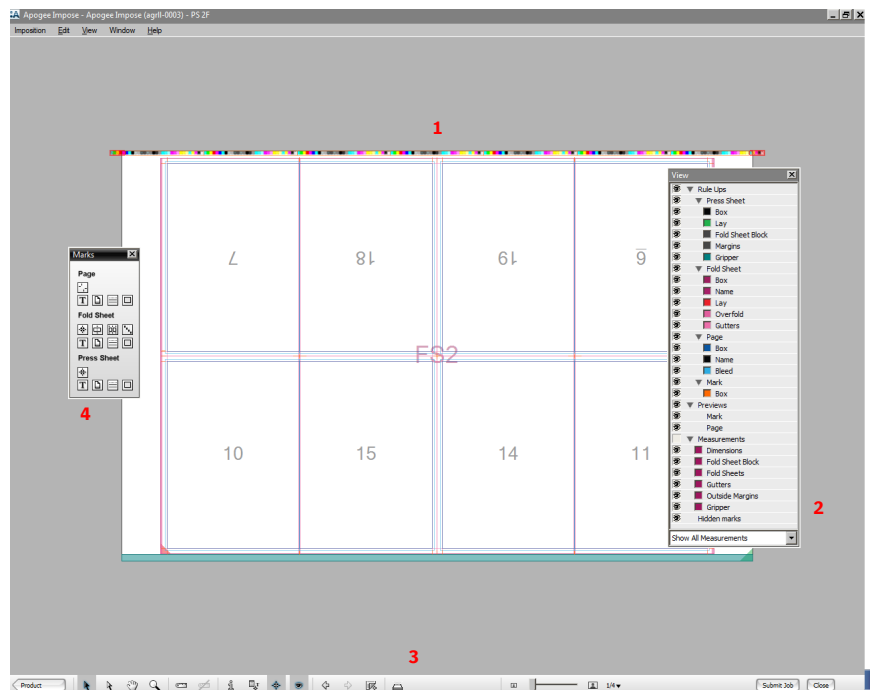 Apogee Impose - Apogee Impose (agrll-0003) - PS 2F
Imposition Edit View Window Help
1
View
Rule Ups
Press Sheet
Box
Lay
Fold Sheet Block
Margins
Gripper
Fold Sheet
Box
Name
Lay
Overfold
Gutters
Page
Box
Name
Bleed
Mark
Box
Previews
Mark
Page
Measurements
Dimensions
Fold Sheet Block
Fold Sheets
Gutters
Outside Margins
Gripper
Hidden marks
Show All Measurements
2
Marks
Page
T
Fold Sheet
T
Press Sheet
T
4
7 18 19 6
FS2
10 15 14 11
3
Product 1/4 Submit Job Close